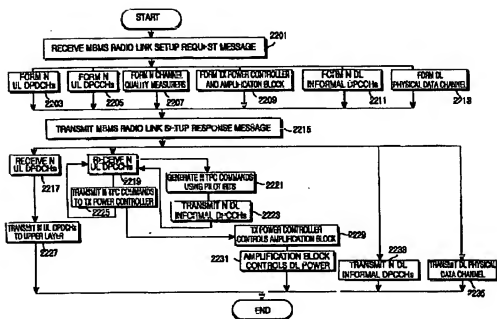 START
2201
RECEIVE MBMS RADIO LINK SETUP REQUEST MESSAGE
FORM N
UL DPDCHs
FORM N
UL DPCCHs
FORM N CHANNEL
QUALITY MEASURERS
FORM TX POWER CONTROLLER
AND AMPLIFICATION BLOCK
FORM N DL
INFORMAL DPCCHs
FORM DL
PHYSICAL DATA CHANNEL
2203
2205
2207
2209
2211
2213
TRANSMIT MBMS RADIO LINK SETUP RESPONSE MESSAGE
2215
RECEIVE N
UL DPDCHs
2217
RECEIVE N
UL DPCCHs
2219
GENERATE N TPC COMMANDS
USING PILOT BITS
2221
TRANSMIT N TPC COMMANDS
TO TX POWER CONTROLLER
2225
2223
TRANSMIT N DL
INFORMAL DPCCHs
TRANSMIT N UL DPDCHs
TO UPPER LAYER
2227
TX POWER CONTROLLER
CONTROLS AMPLIFICATION BLOCK
2229
2231
AMPLIFICATION BLOCK
CONTROLS DL POWER
2233
TRANSMIT N DL
INFORMAL DPCCHs
TRANSMIT DL PHYSICAL
DATA CHANNEL
2235
END